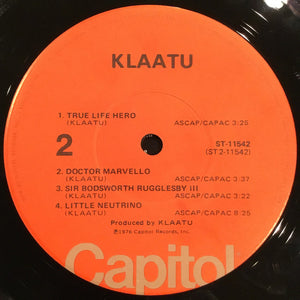 KLAATU
1. TRUE LIFE HERO
(KLAATU) ASCAP/CAPAC 3:25
2
ST-11542
(ST 2-11542)
2. DOCTOR MARVELLO
(KLAATU) ASCAP/CAPAC 3:37
3. SIR BODSWORTH RUGGLESBY III
(KLAATU) ASCAP/CAPAC 3:22
4. LITTLE NEUTRINO
(KLAATU) ASCAP/CAPAC 8:25
Produced by KLAATU
℗1976 Capitol Records, Inc.
Capitol